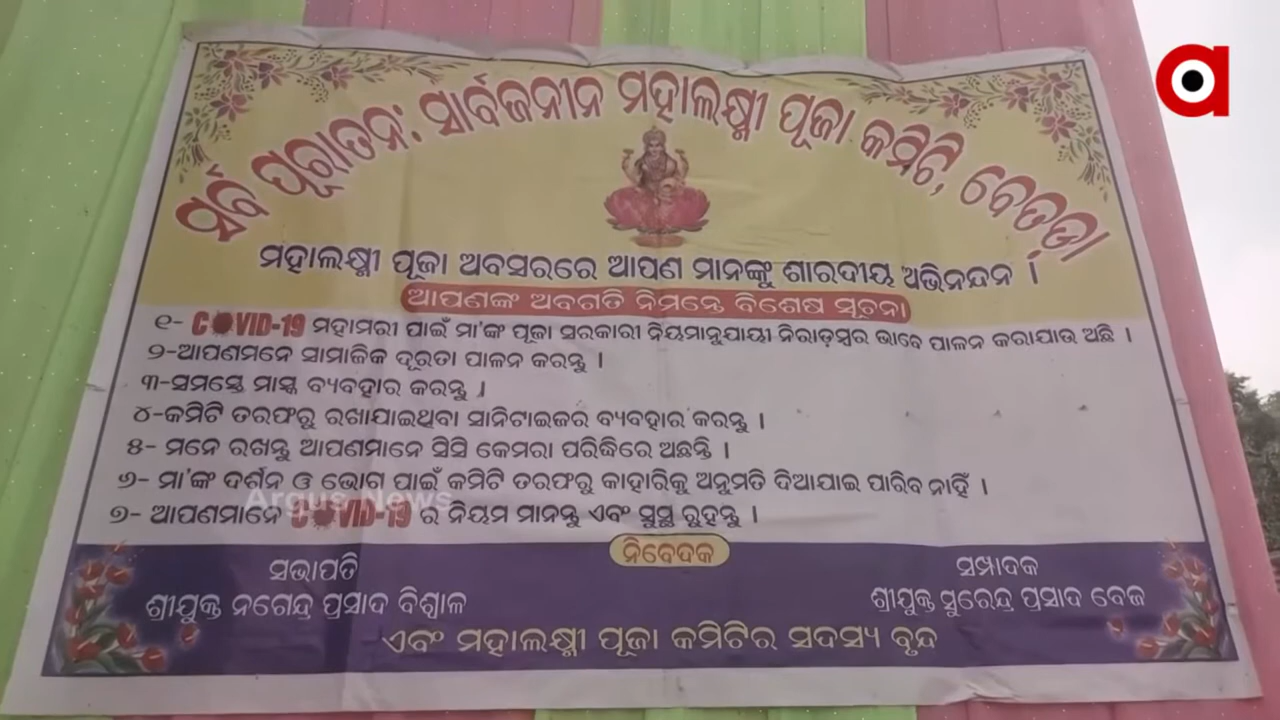 ସର୍ବ ପୂରାତନ: ସାର୍ବଜନୀନ ମହାଲକ୍ଷ୍ମୀ ପୂଜା କମିଟି, ବେତଡ଼ା
ମହାଲକ୍ଷ୍ମୀ ପୂଜା ଅବସରରେ ଆପଣ ମାନଙ୍କୁ ଶାରଦୀୟ ଅଭିନନ୍ଦନ ।
ଆପଣଙ୍କ ଅବଗତି ନିମନ୍ତେ ବିଶେଷ ସୂଚନା
୧- COVID-19 ମହାମରୀ ପାଇଁ ମା'ଙ୍କ ପୂଜା ସରକାରୀ ନିୟମାନୁଯାୟୀ ନିରାଡ଼ମ୍ବର ଭାବେ ପାଳନ କରାଯାଉ ଅଛି ।
୨-ଆପଣମନେ ସାମାଜିକ ଦୂରତା ପାଳନ କରନ୍ତୁ ।
୩-ସମସ୍ତେ ମାସ୍କ ବ୍ୟବହାର କରନ୍ତୁ ।
୪-କମିଟି ତରଫରୁ ରଖାଯାଇଥିବା ସାନିଟାଇଜର ବ୍ୟବହାର କରନ୍ତୁ ।
୫- ମନେ ରଖନ୍ତୁ ଆପଣମାନେ ସିସି କେମରା ପରିଦ୍ଧିରେ ଅଛନ୍ତି ।
୬- ମା'ଙ୍କ ଦର୍ଶନ ଓ ଭୋଗ ପାଇଁ କମିଟି ତରଫରୁ କାହାରିକୁ ଅନୁମତି ଦିଆଯାଇ ପାରିବ ନାହିଁ ।
Argus News
୭- ଆପଣମାନେ COVID-19 ର ନିୟମ ମାନନ୍ତୁ ଏବଂ ସୁସ୍ଥ ରୁହନ୍ତୁ ।
ନିବେଦକ
ସଭାପତି
ଶ୍ରୀଯୁକ୍ତ ନଗେନ୍ଦ୍ର ପ୍ରସାଦ ବିଶ୍ୱାଳ
ସମ୍ପାଦକ
ଶ୍ରୀଯୁକ୍ତ ସୁରେନ୍ଦ୍ର ପ୍ରସାଦ ବେଜ
ଏବଂ ମହାଲକ୍ଷ୍ମୀ ପୂଜା କମିଟିର ସଦସ୍ୟ ବୃନ୍ଦ